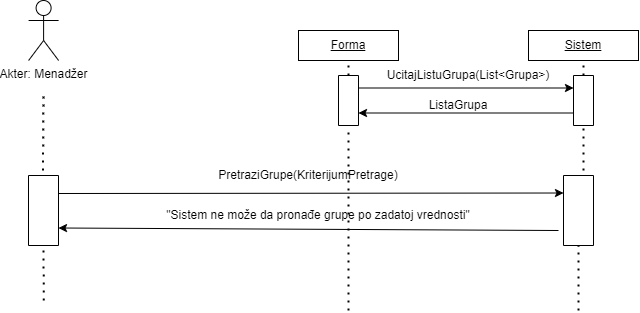 Forma
Sistem
Akter: Menadžer
UcitajListuGrupa(List<Grupa>)
ListaGrupa
PretraziGrupe(KriterijumPretrage)
"Sistem ne može da pronađe grupe po zadatoj vrednosti"